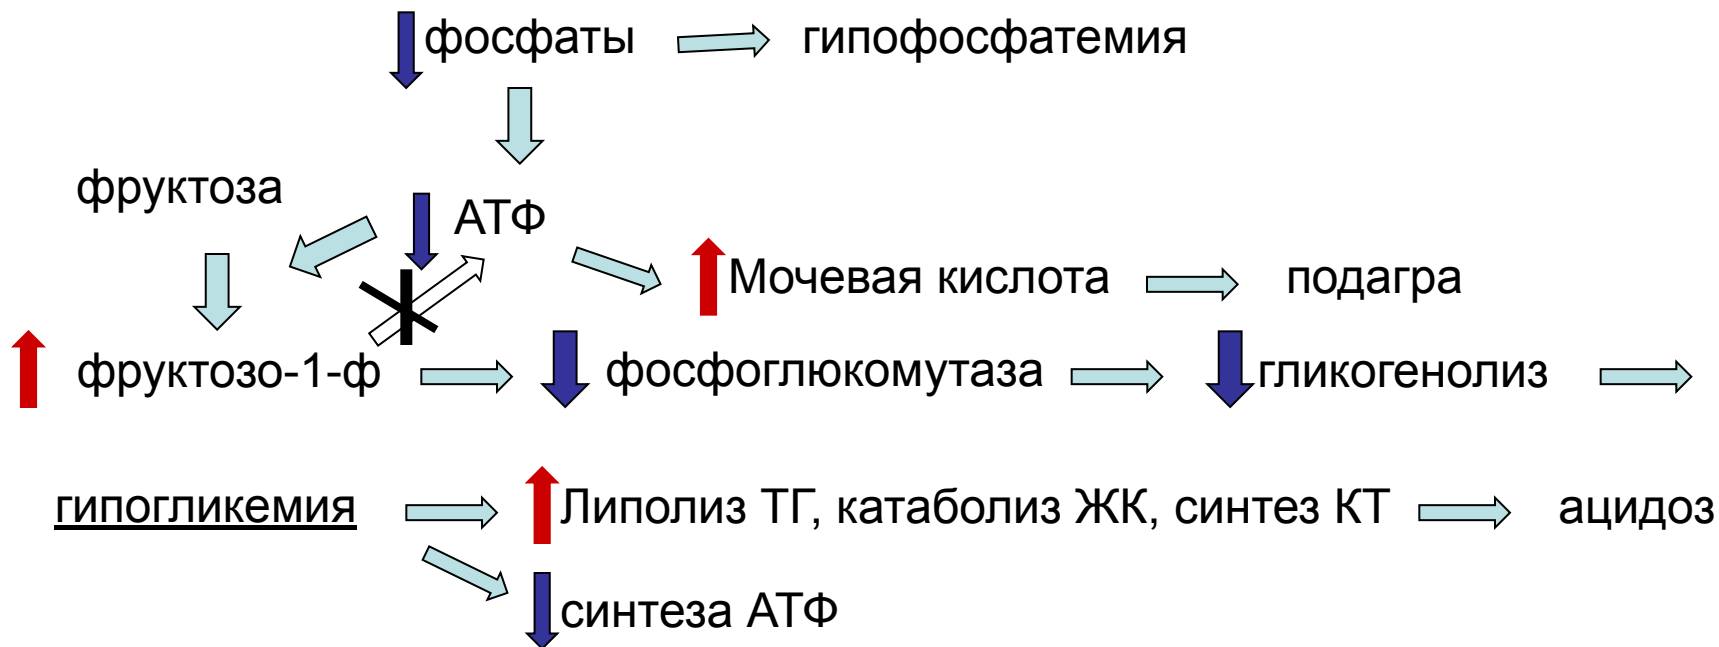 фосфаты гипофосфатемия
фруктоза АТФ
Мочевая кислота подагра
фруктозо-1-ф фосфоглюкомутаза гликогенолиз
гипогликемия Липолиз ТГ, катаболиз ЖК, синтез КТ ацидоз
синтеза АТФ